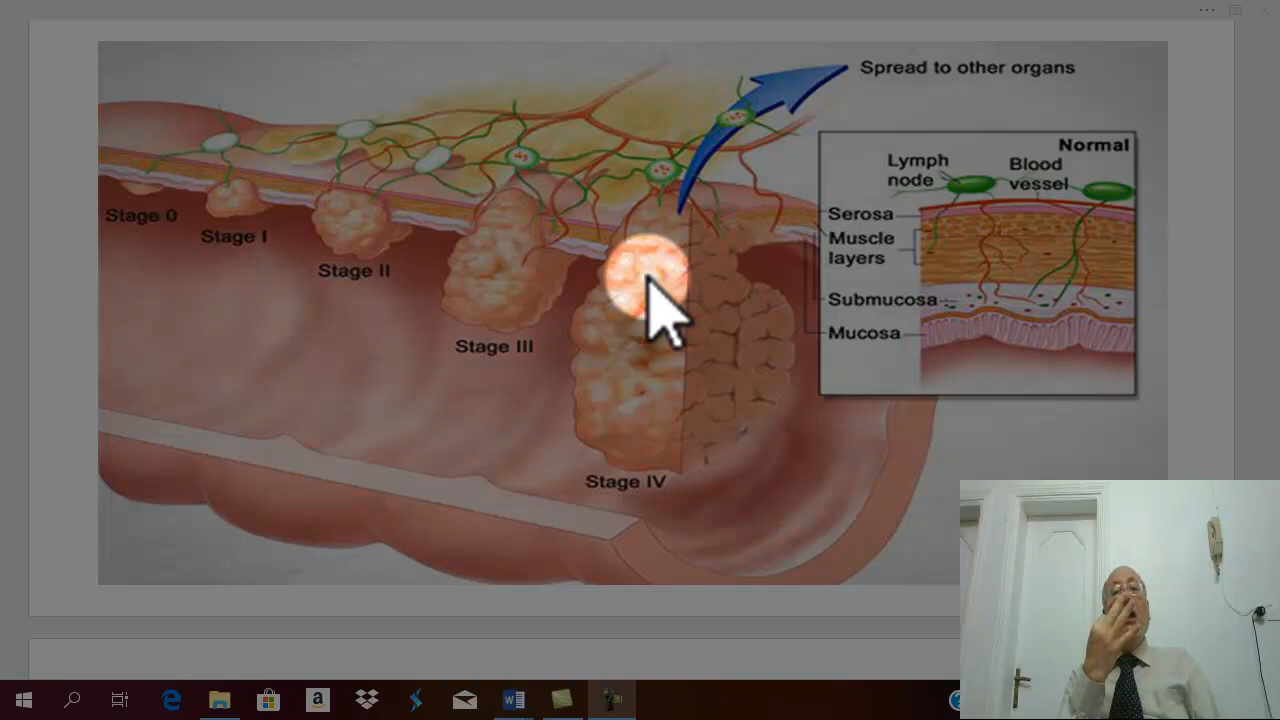 Spread to other organs
Normal
Lymph
node
Blood
vessel
Serosa
Muscle
layers
Submucosa
Mucosa
Stage 0
Stage I
Stage II
Stage III
Stage IV